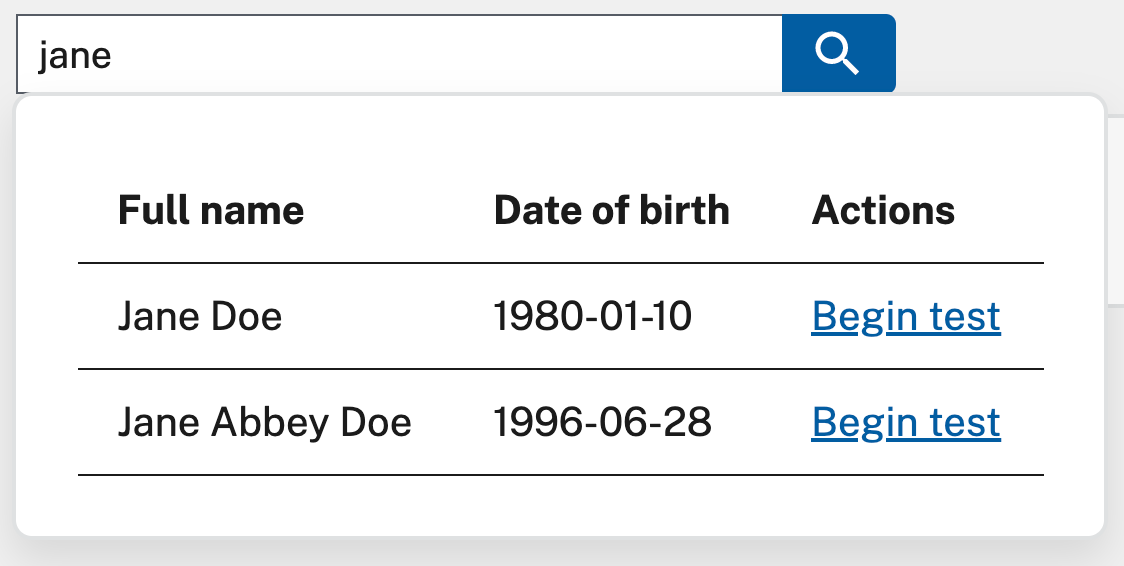 jane
Full name Date of birth Actions
Jane Doe 1980-01-10 Begin test
Jane Abbey Doe 1996-06-28 Begin test